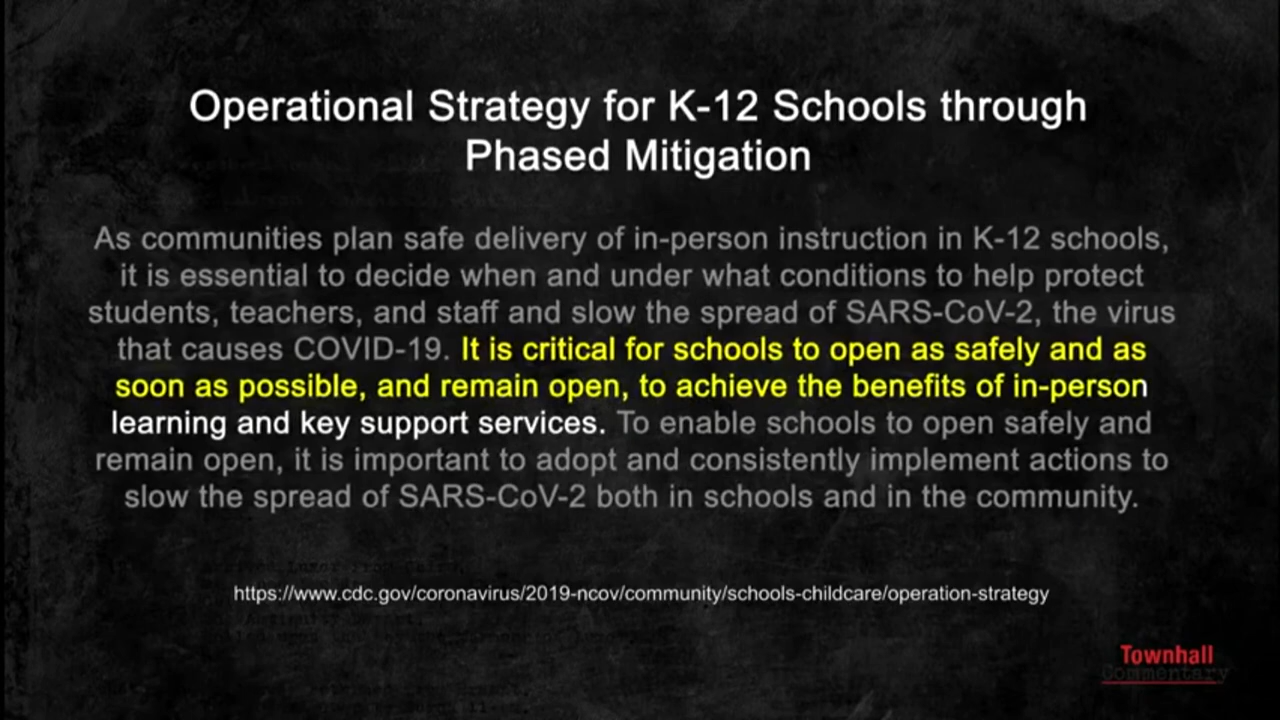 Operational Strategy for K-12 Schools through
Phased Mitigation
As communities plan safe delivery of in-person instruction in K-12 schools,
it is essential to decide when and under what conditions to help protect
students, teachers, and staff and slow the spread of SARS-CoV-2, the virus
that causes COVID-19. It is critical for schools to open as safely and as
soon as possible, and remain open, to achieve the benefits of in-person
learning and key support services. To enable schools to open safely and
remain open, it is important to adopt and consistently implement actions to
slow the spread of SARS-CoV-2 both in schools and in the community.
https://www.cdc.gov/coronavirus/2019-ncov/community/schools-childcare/operation-strategy
Townhall
Commentary